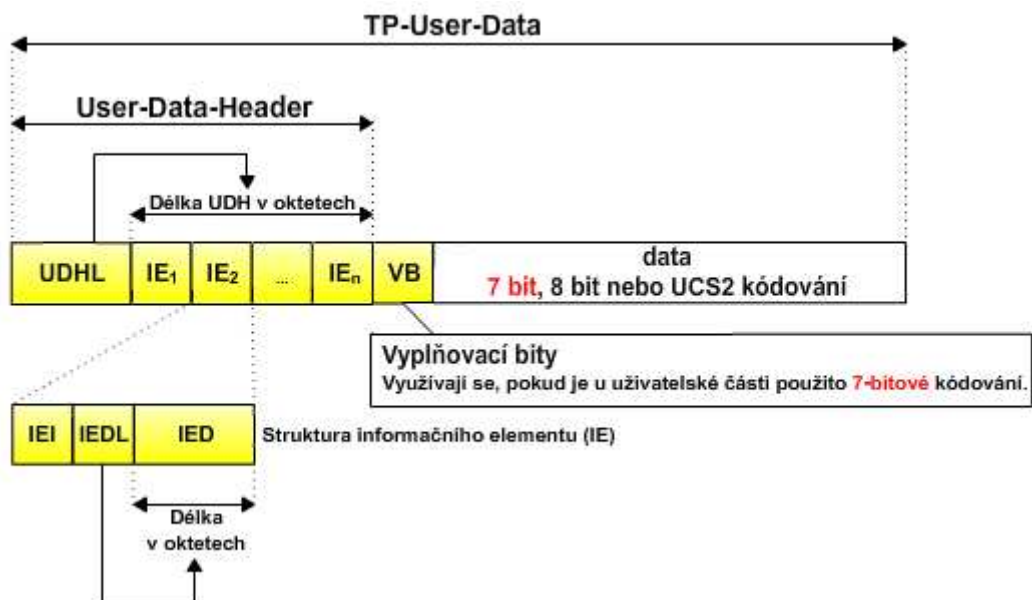 TP-User-Data
User-Data-Header
Délka UDH v oktetech
UDHL IE1 IE2 ... IEn VB
data
7 bit, 8 bit nebo UCS2 kódování
Vyplňovací bity
Využívají se, pokud je u uživatelské části použito 7-bitové kódování.
IEI IEDL IED Struktura informačního elementu (IE)
Délka
v oktetech